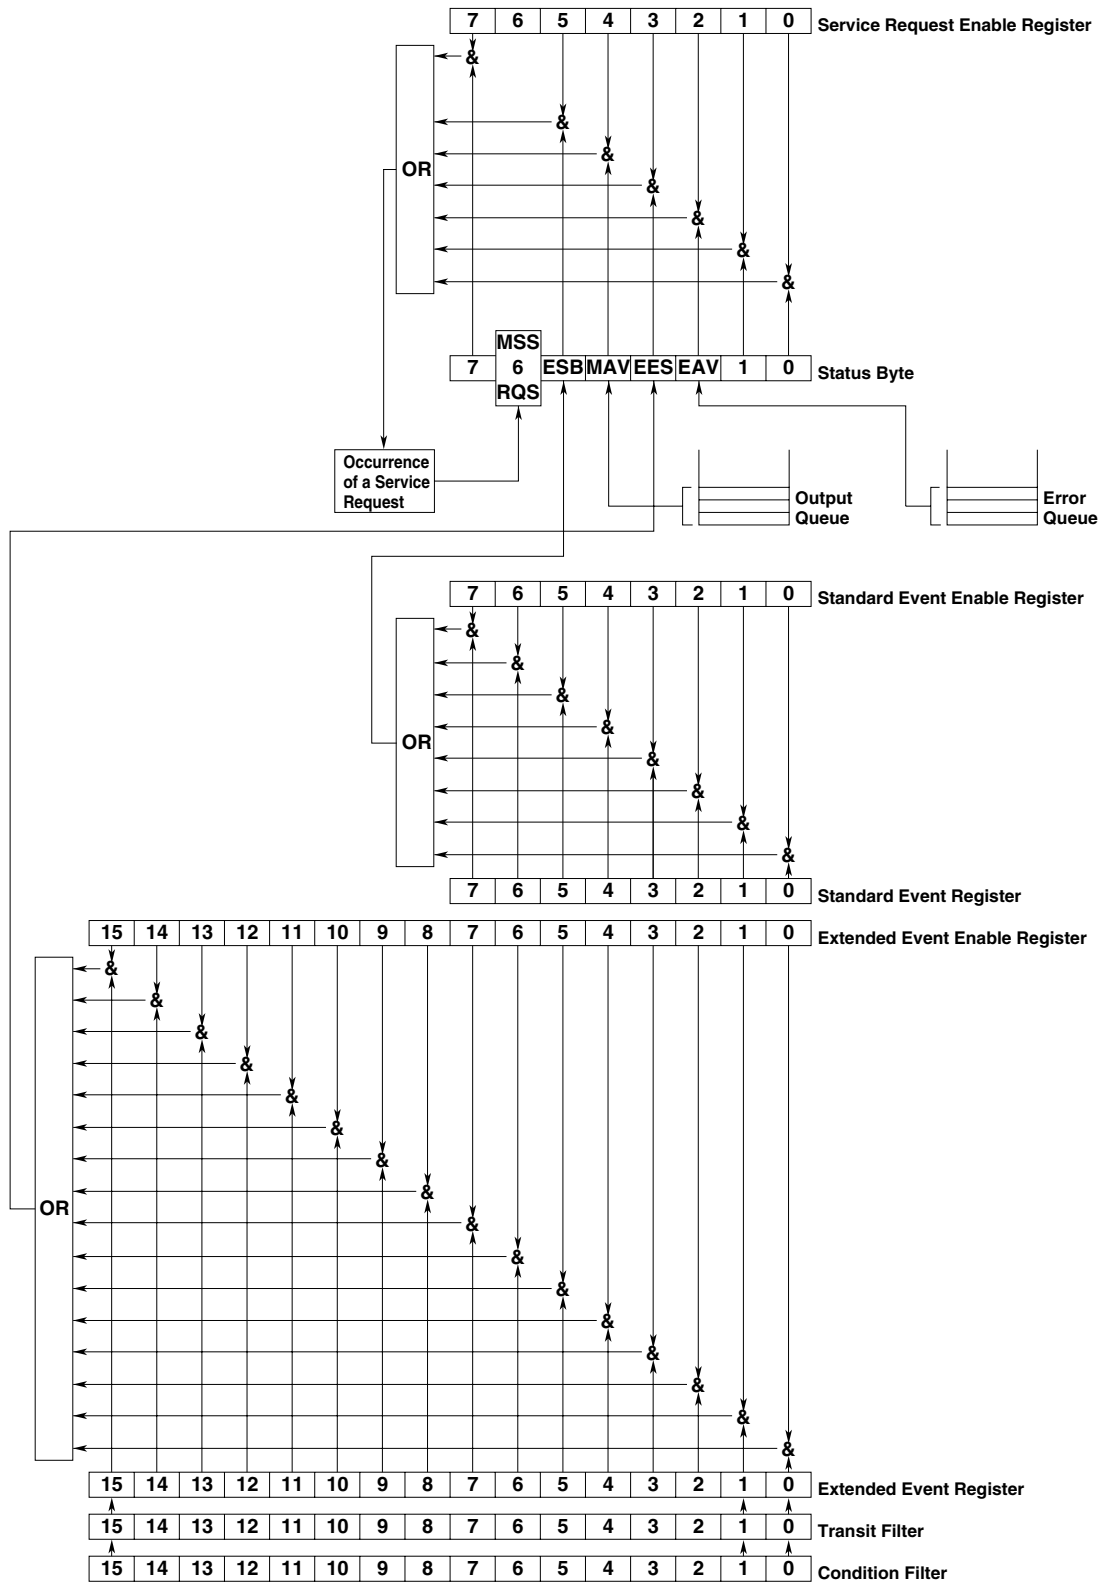 7 6 5 4 3 2 1 0 Service Request Enable Register
&
&
&
OR
&
&
&
&
MSS
7 6 ESB MAV EES EAV 1 0 Status Byte
RQS
Occurrence
of a Service
Request
Output
Queue
Error
Queue
7 6 5 4 3 2 1 0 Standard Event Enable Register
&
&
&
&
OR
&
&
&
&
7 6 5 4 3 2 1 0 Standard Event Register
15 14 13 12 11 10 9 8 7 6 5 4 3 2 1 0 Extended Event Enable Register
&
&
&
&
&
&
&
&
OR
&
&
&
&
&
&
&
&
15 14 13 12 11 10 9 8 7 6 5 4 3 2 1 0 Extended Event Register
15 14 13 12 11 10 9 8 7 6 5 4 3 2 1 0 Transit Filter
15 14 13 12 11 10 9 8 7 6 5 4 3 2 1 0 Condition Filter